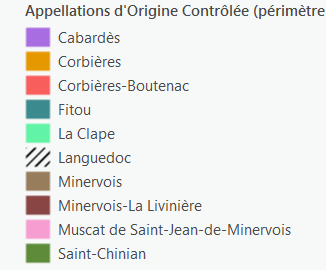 Appellations d'Origine Contrôlée (périmètre
Cabardès
Corbières
Corbières-Boutenac
Fitou
La Clape
Languedoc
Minervois
Minervois-La Livinière
Muscat de Saint-Jean-de-Minervois
Saint-Chinian